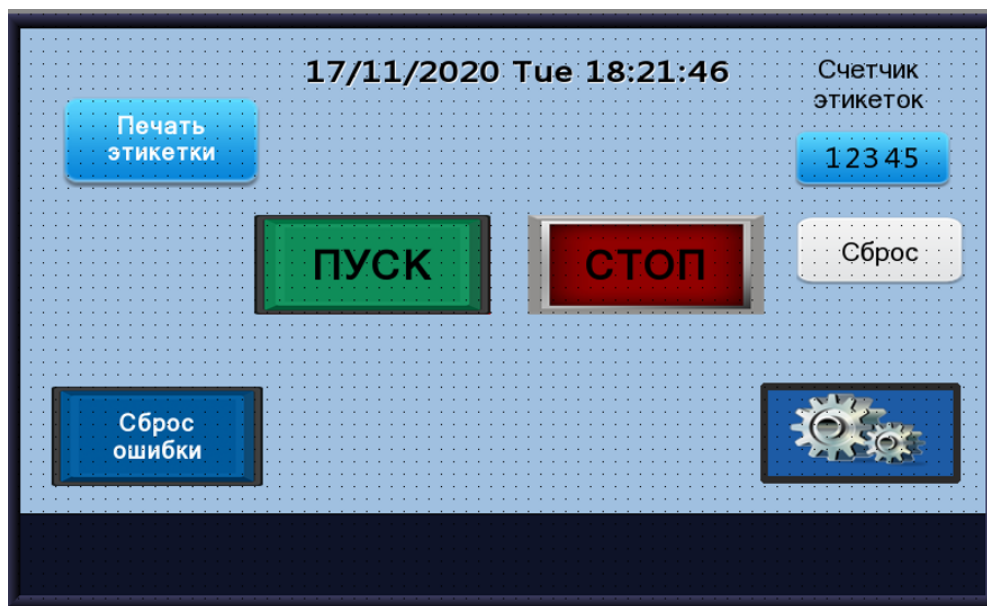 17/11/2020 Tue 18:21:46
Счетчик
этикеток
Печать
этикетки
12345
ПУСК
СТОП
Сброс
Сброс
ошибки